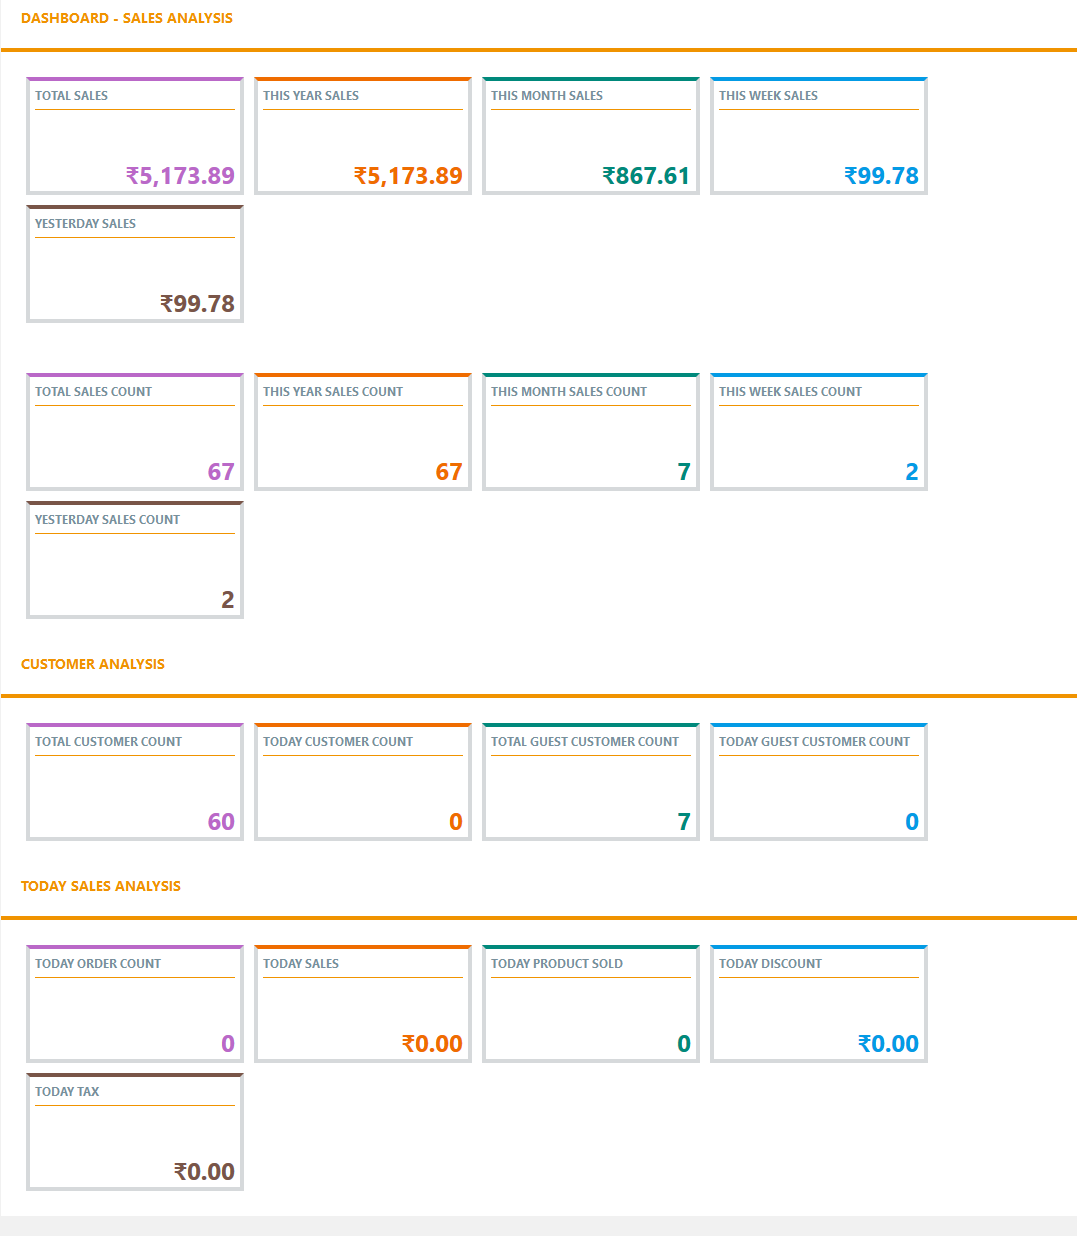 DASHBOARD - SALES ANALYSIS
TOTAL SALES
₹5,173.89
THIS YEAR SALES
₹5,173.89
THIS MONTH SALES
₹867.61
THIS WEEK SALES
₹99.78
YESTERDAY SALES
₹99.78
TOTAL SALES COUNT
67
THIS YEAR SALES COUNT
67
THIS MONTH SALES COUNT
7
THIS WEEK SALES COUNT
2
YESTERDAY SALES COUNT
2
CUSTOMER ANALYSIS
TOTAL CUSTOMER COUNT
60
TODAY CUSTOMER COUNT
0
TOTAL GUEST CUSTOMER COUNT
7
TODAY GUEST CUSTOMER COUNT
0
TODAY SALES ANALYSIS
TODAY ORDER COUNT
0
TODAY SALES
₹0.00
TODAY PRODUCT SOLD
0
TODAY DISCOUNT
₹0.00
TODAY TAX
₹0.00